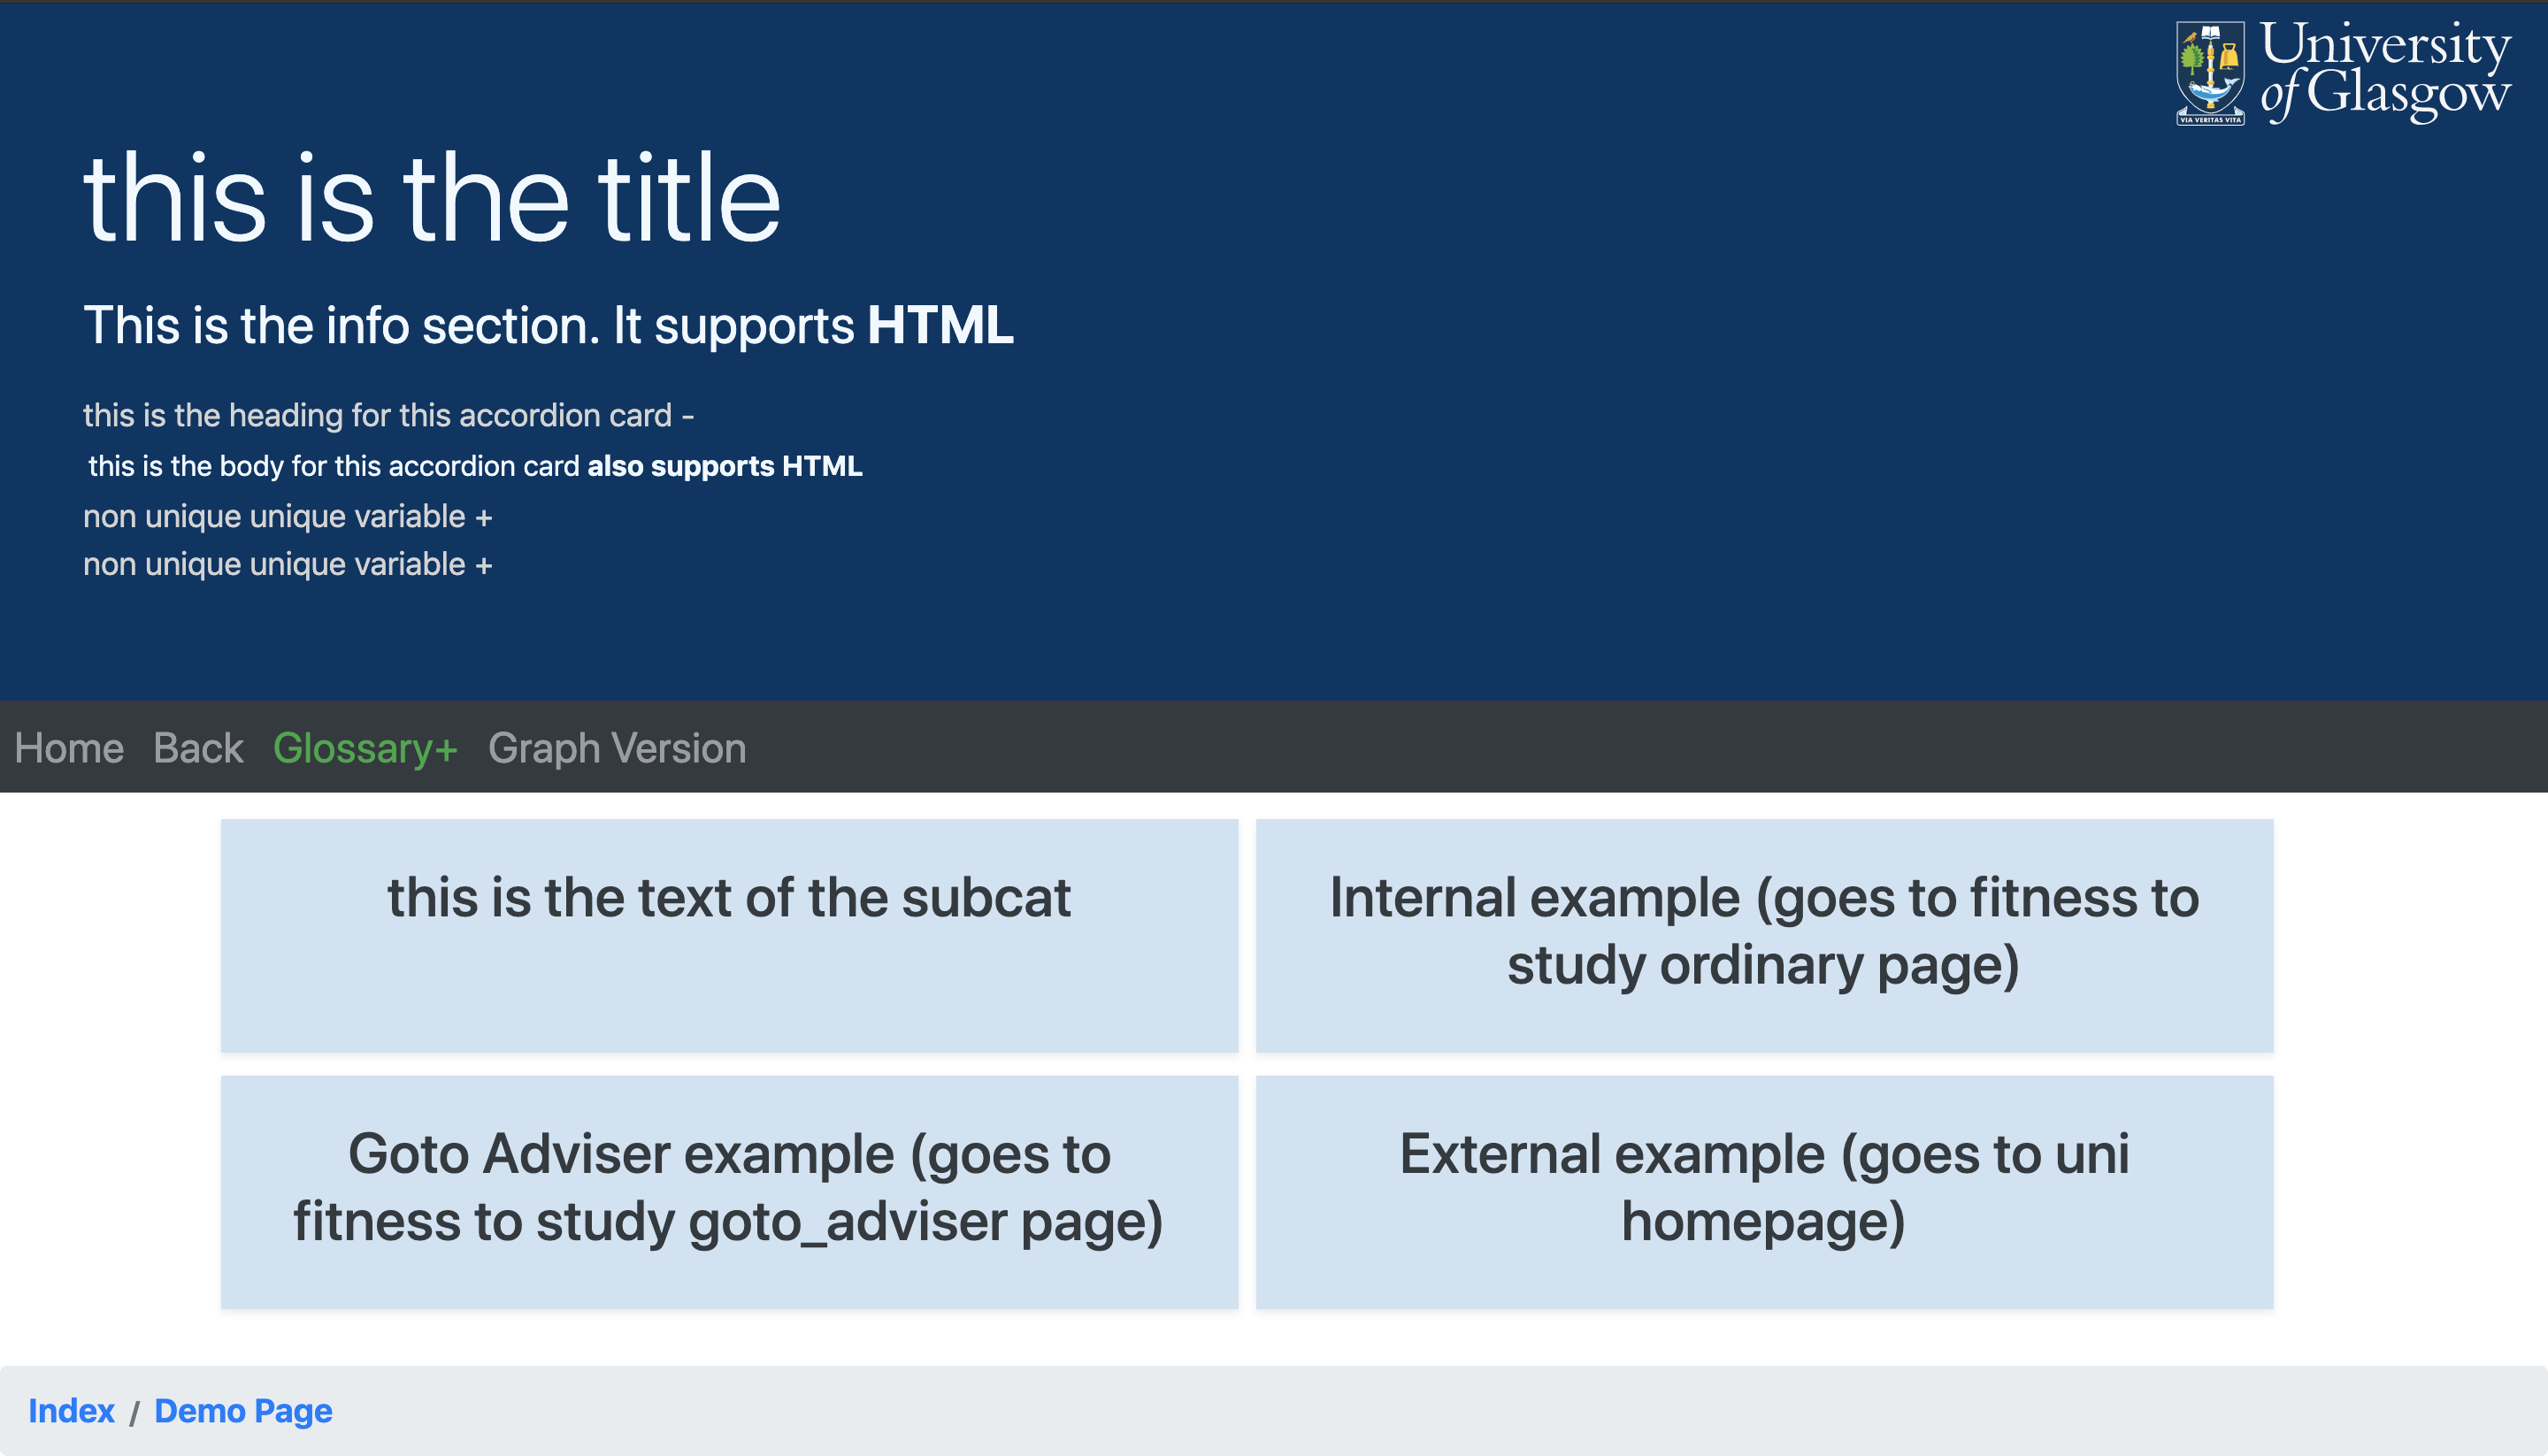 University
of Glasgow
VIA VERITAS VITA
this is the title
This is the info section. It supports HTML
this is the heading for this accordion card -
this is the body for this accordion card also supports HTML
non unique unique variable +
non unique unique variable +
Home Back Glossary+ Graph Version
this is the text of the subcat
Internal example (goes to fitness to
study ordinary page)
Goto Adviser example (goes to
fitness to study goto_adviser page)
External example (goes to uni
homepage)
Index / Demo Page